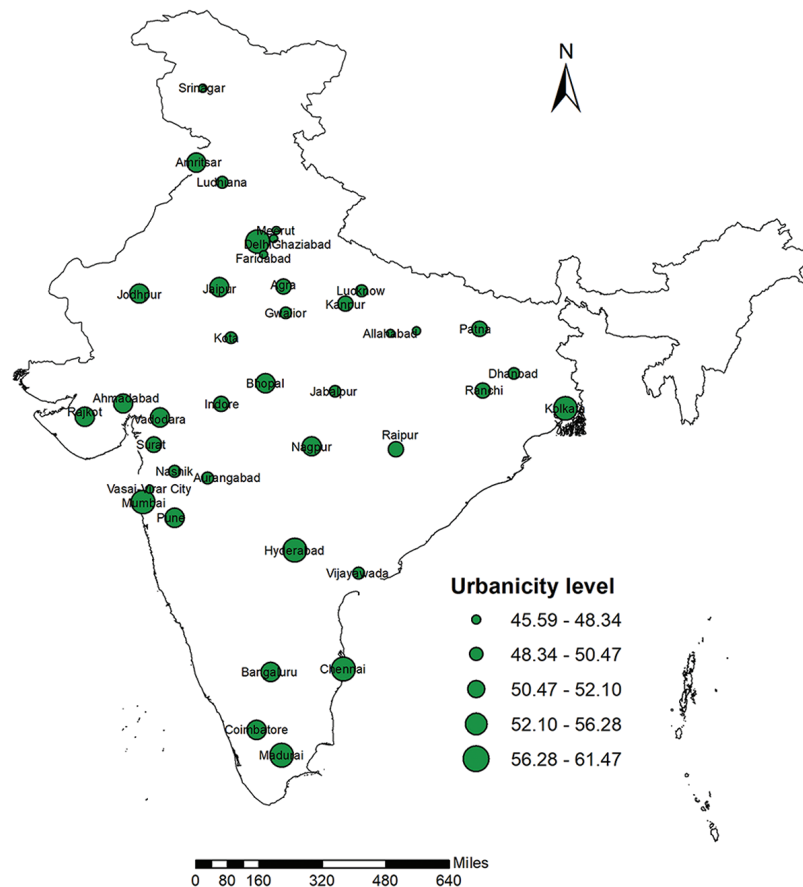 N
Srinagar
Amritsar
Ludhiana
Meerut
Delhi
Ghaziabad
Faridabad
Jodhpur
Jaipur
Agra
Lucknow
Kanpur
Gwalior
Kota
Allahabad
Patna
Dhanbad
Ranchi
Bhopal
Jabalpur
Indore
Ahmadabad
Rajkot
Vadodara
Kolkata
Surat
Nagpur
Raipur
Nashik
Aurangabad
Vasai-Virar City
Mumbai
Pune
Hyderabad
Vijayawada
Bangaluru
Chennai
Coimbatore
Madurai
Urbanicity level
45.59 - 48.34
48.34 - 50.47
50.47 - 52.10
52.10 - 56.28
56.28 - 61.47
Miles
0 80 160 320 480 640